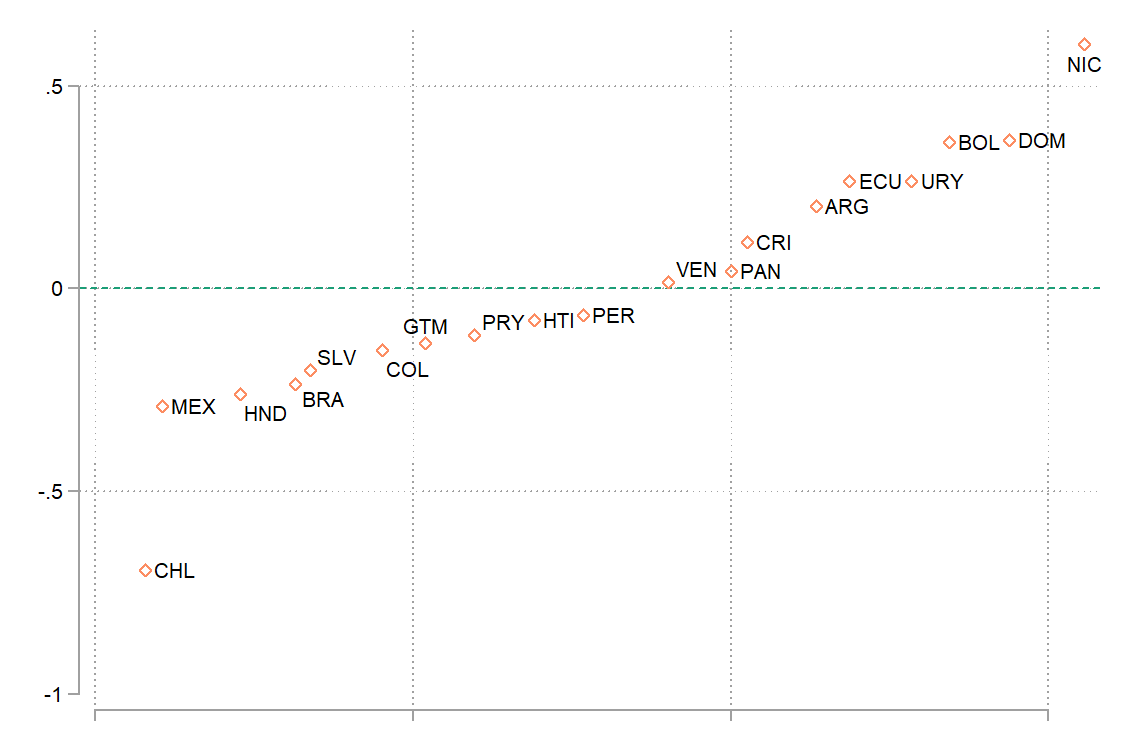 NIC
.5
BOL
DOM
ECU
URY
ARG
CRI
VEN
PAN
0
PER
HTI
PRY
GTM
SLV
COL
BRA
MEX
HND
-.5
CHL
-1